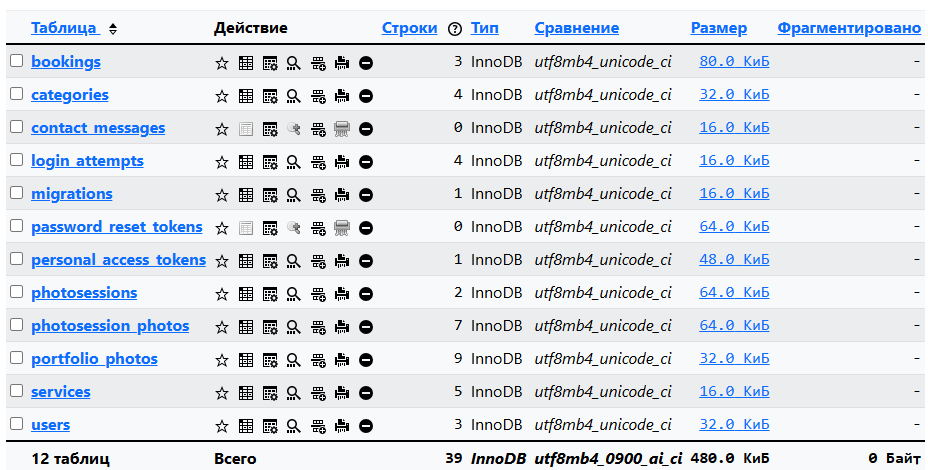 Таблица Действие Строки Тип Сравнение Размер Фрагментировано
bookings 3 InnoDB utf8mb4_unicode_ci 80.0 КиБ -
categories 4 InnoDB utf8mb4_unicode_ci 32.0 КиБ -
contact_messages 0 InnoDB utf8mb4_unicode_ci 16.0 КиБ -
login_attempts 4 InnoDB utf8mb4_unicode_ci 16.0 КиБ -
migrations 1 InnoDB utf8mb4_unicode_ci 16.0 КиБ -
password_reset_tokens 0 InnoDB utf8mb4_unicode_ci 64.0 КиБ -
personal_access_tokens 1 InnoDB utf8mb4_unicode_ci 48.0 КиБ -
photosessions 2 InnoDB utf8mb4_unicode_ci 64.0 КиБ -
photosession_photos 7 InnoDB utf8mb4_unicode_ci 64.0 КиБ -
portfolio_photos 9 InnoDB utf8mb4_unicode_ci 32.0 КиБ -
services 5 InnoDB utf8mb4_unicode_ci 16.0 КиБ -
users 3 InnoDB utf8mb4_unicode_ci 32.0 КиБ -
12 таблиц Всего 39 InnoDB utf8mb4_0900_ai_ci 480.0 КиБ 0 Байт